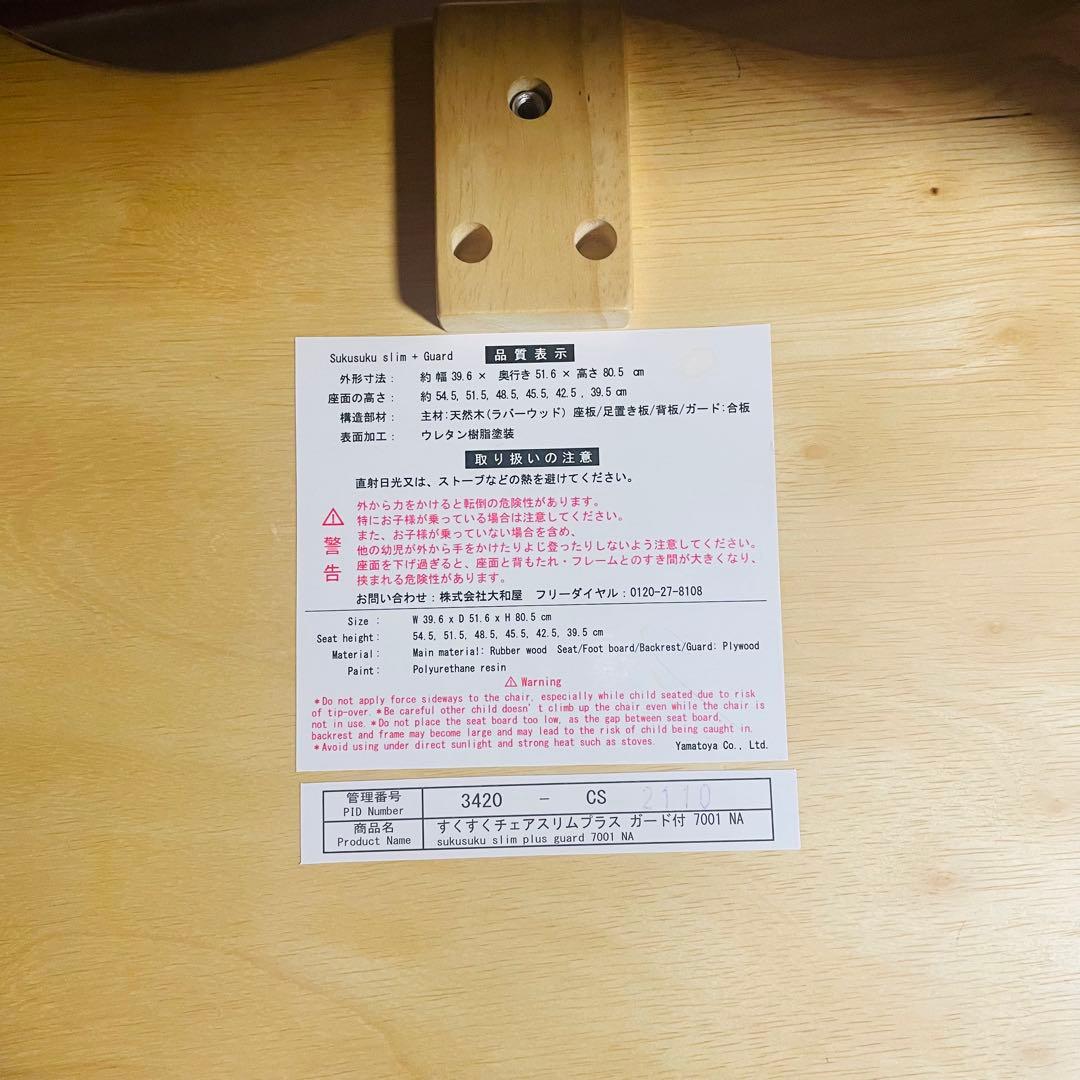 Sukusuku slim + Guard 品質表示
外形寸法： 約 幅 39.6 × 奥行き 51.6 × 高さ 80.5 ㎝
座面の高さ： 約 54.5, 51.5, 48.5, 45.5, 42.5 , 39.5 ㎝
構造部材： 主材:天然木(ラバーウッド) 座板/足置き板/背板/ガード:合板
表面加工： ウレタン樹脂塗装
取り扱いの注意
直射日光又は、ストーブなどの熱を避けてください。
外から力をかけると転倒の危険性があります。
特にお子様が乗っている場合は注意してください。
また、お子様が乗っていない場合を含め、
他の幼児が外から手をかけたりよじ登ったりしないよう注意してください。
座面を下げ過ぎると、座面と背もたれ・フレームとのすき間が大きくなり、
挟まれる危険性があります。
⚠警告
お問い合わせ：株式会社大和屋 フリーダイヤル：0120-27-8108
Size : W 39.6 x D 51.6 x H 80.5 cm
Seat height: 54.5, 51.5, 48.5, 45.5, 42.5, 39.5 cm
Material: Main material: Rubber wood Seat/Foot board/Backrest/Guard: Plywood
Paint: Polyurethane resin
⚠ Warning
*Do not apply force sideways to the chair, especially while child seated due to risk
of tip-over. *Be careful other child doesn't climb up the chair even while the chair is
not in use. *Do not place the seat board too low, as the gap between seat board,
backrest and frame may become large and may lead to the risk of being caught in.
*Avoid using under direct sunlight and strong heat such as stoves. Yamatoya Co., Ltd.
管理番号
PID Number
3420 - CS 2110
商品名
Product Name
すくすくチェアスリムプラス ガード付 7001 NA
sukusuku slim plus guard 7001 NA